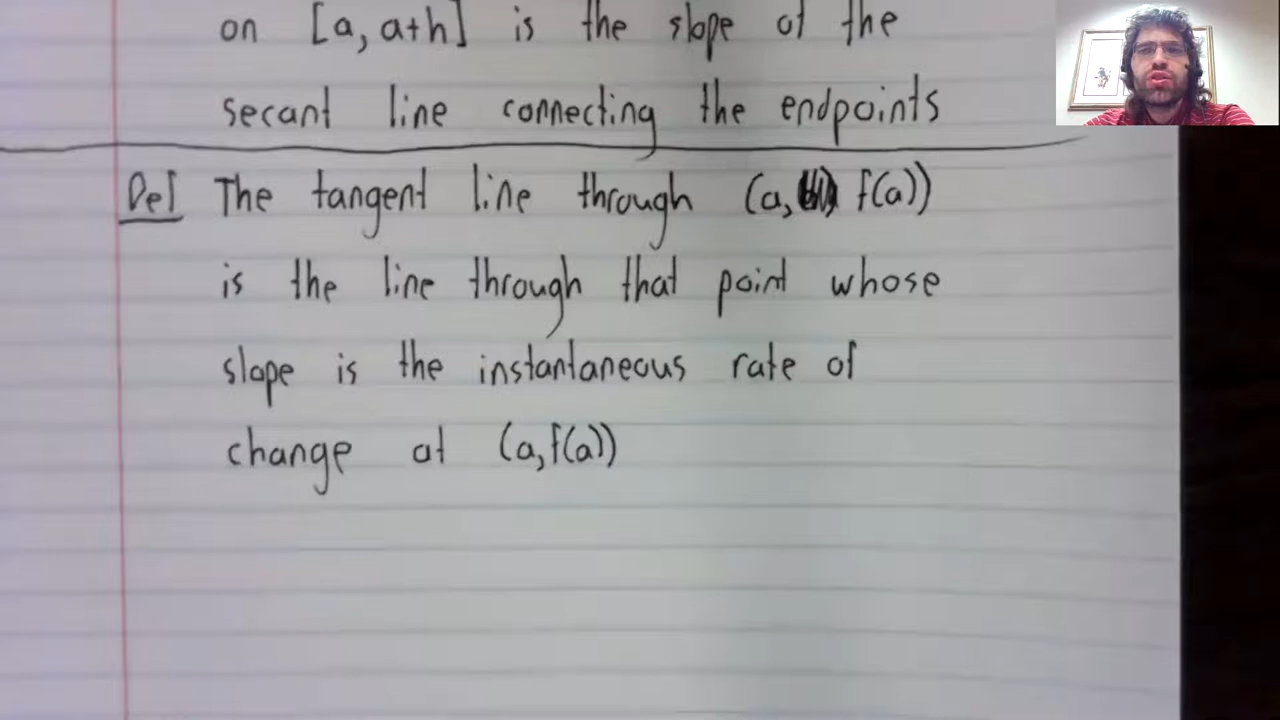 on [a, a+h] is the slope of the
secant line connecting the endpoints
Def The tangent line through (a, f(a))
is the line through that point whose
slope is the instantaneous rate of
change at (a, f(a))